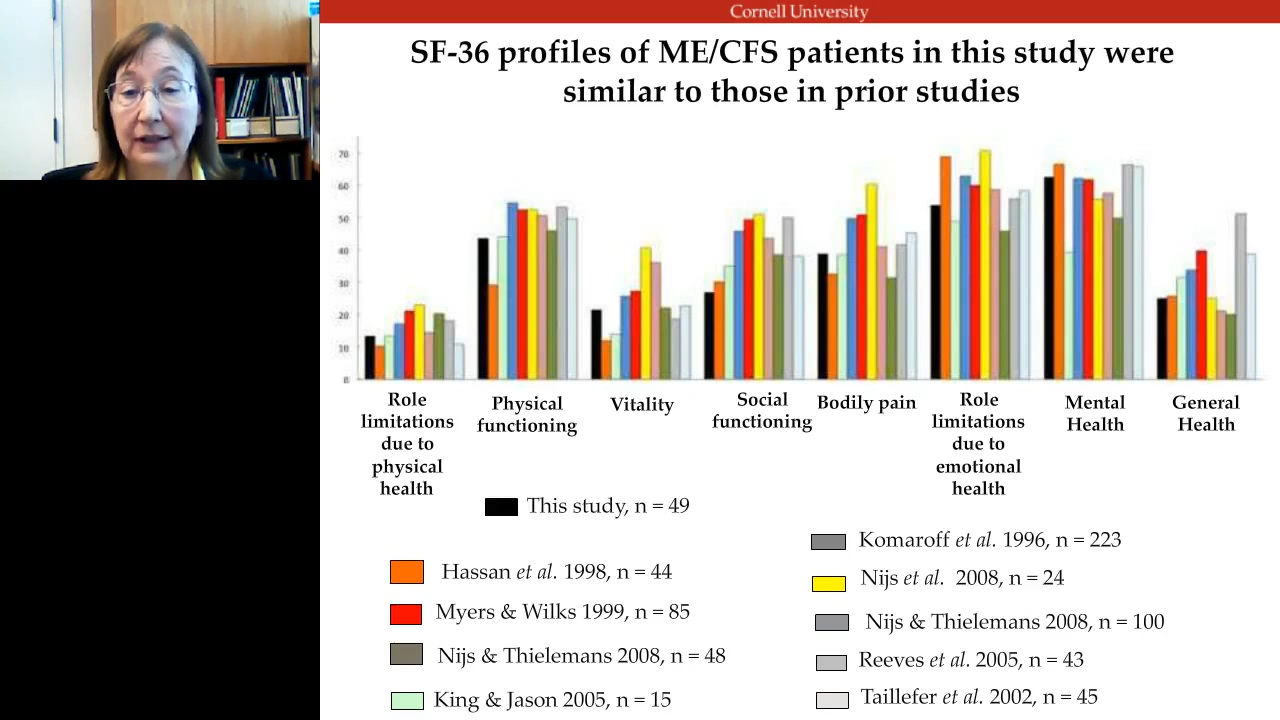 Cornell University
SF-36 profiles of ME/CFS patients in this study were
similar to those in prior studies
70
60
50
40
30
20
10
0
Role
limitations
due to
physical
health
Physical
functioning
Vitality
Social
functioning
Bodily pain
Role
limitations
due to
emotional
health
Mental
Health
General
Health
This study, n = 49
Hassan et al. 1998, n = 44
Myers & Wilks 1999, n = 85
Nijs & Thielemans 2008, n = 48
King & Jason 2005, n = 15
Komaroff et al. 1996, n = 223
Nijs et al. 2008, n = 24
Nijs & Thielemans 2008, n = 100
Reeves et al. 2005, n = 43
Taillefer et al. 2002, n = 45